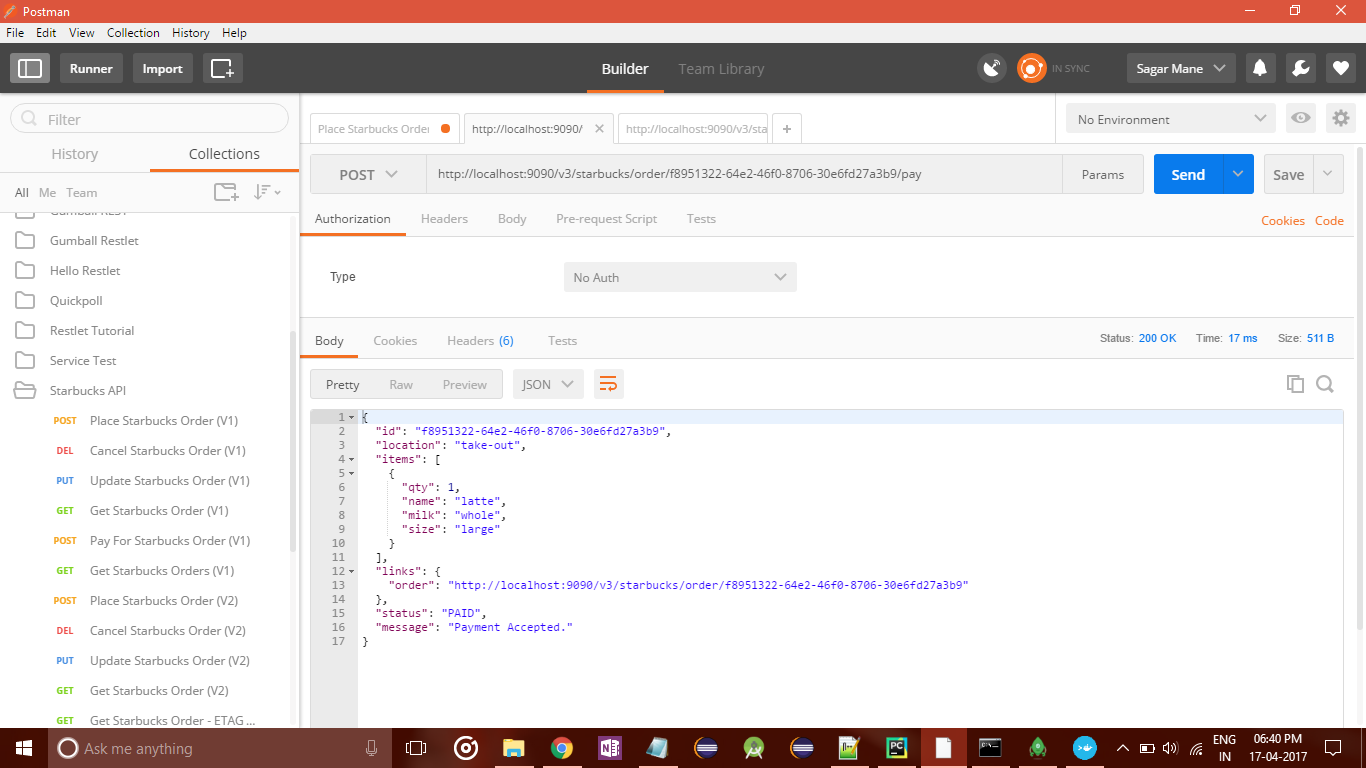 Postman
File Edit View Collection History Help
Runner Import Builder Team Library IN SYNC Sagar Mane
Filter
History Collections
All Me Team
Gumball REST
Gumball Restlet
Hello Restlet
Quickpoll
Restlet Tutorial
Service Test
Starbucks API
POST Place Starbucks Order (V1)
DEL Cancel Starbucks Order (V1)
PUT Update Starbucks Order (V1)
GET Get Starbucks Order (V1)
POST Pay For Starbucks Order (V1)
GET Get Starbucks Orders (V1)
POST Place Starbucks Order (V2)
DEL Cancel Starbucks Order (V2)
PUT Update Starbucks Order (V2)
GET Get Starbucks Order (V2)
GET Get Starbucks Order - ETAG ...
Place Starbucks Order http://localhost:9090/ http://localhost:9090/v3/sta +
No Environment
POST http://localhost:9090/v3/starbucks/order/f8951322-64e2-46f0-8706-30e6fd27a3b9/pay Params Send Save
Authorization Headers Body Pre-request Script Tests Cookies Code
Type No Auth
Body Cookies Headers (6) Tests Status: 200 OK Time: 17 ms Size: 511 B
Pretty Raw Preview JSON
1 {
2 "id": "f8951322-64e2-46f0-8706-30e6fd27a3b9",
3 "location": "take-out",
4 "items": [
5 {
6 "qty": 1,
7 "name": "latte",
8 "milk": "whole",
9 "size": "large"
10 }
11 ],
12 "links": {
13 "order": "http://localhost:9090/v3/starbucks/order/f8951322-64e2-46f0-8706-30e6fd27a3b9"
14 },
15 "status": "PAID",
16 "message": "Payment Accepted."
17 }
Ask me anything
ENG
IN
06:40 PM
17-04-2017